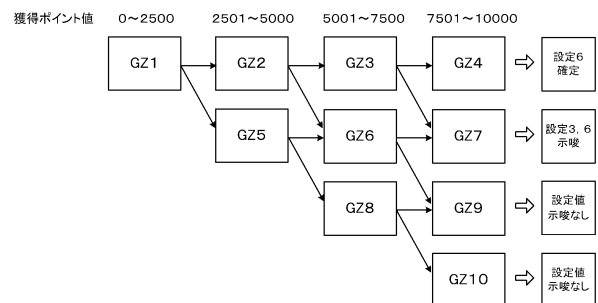 獲得ポイント値 0～2500 2501～5000 5001～7500 7501～10000
GZ1 GZ2 GZ3 GZ4 ⇨ 設定6
確定
GZ5 GZ6 GZ7 ⇨ 設定3,6
示唆
GZ8 GZ9 ⇨ 設定値
示唆なし
GZ10 ⇨ 設定値
示唆なし